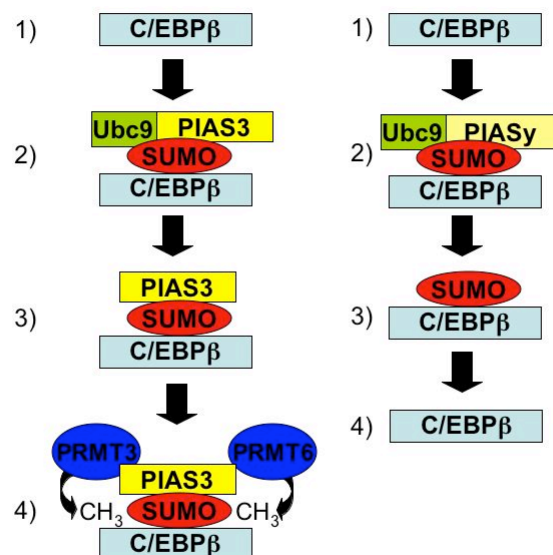 1)
C/EBPβ
2)
Ubc9 PIAS3
SUMO
C/EBPβ
3)
PIAS3
SUMO
C/EBPβ
4)
PRMT3 PRMT6
PIAS3
CH₃ SUMO CH₃
C/EBPβ
1)
C/EBPβ
2)
Ubc9 PIASy
SUMO
C/EBPβ
3)
SUMO
C/EBPβ
4)
C/EBPβ